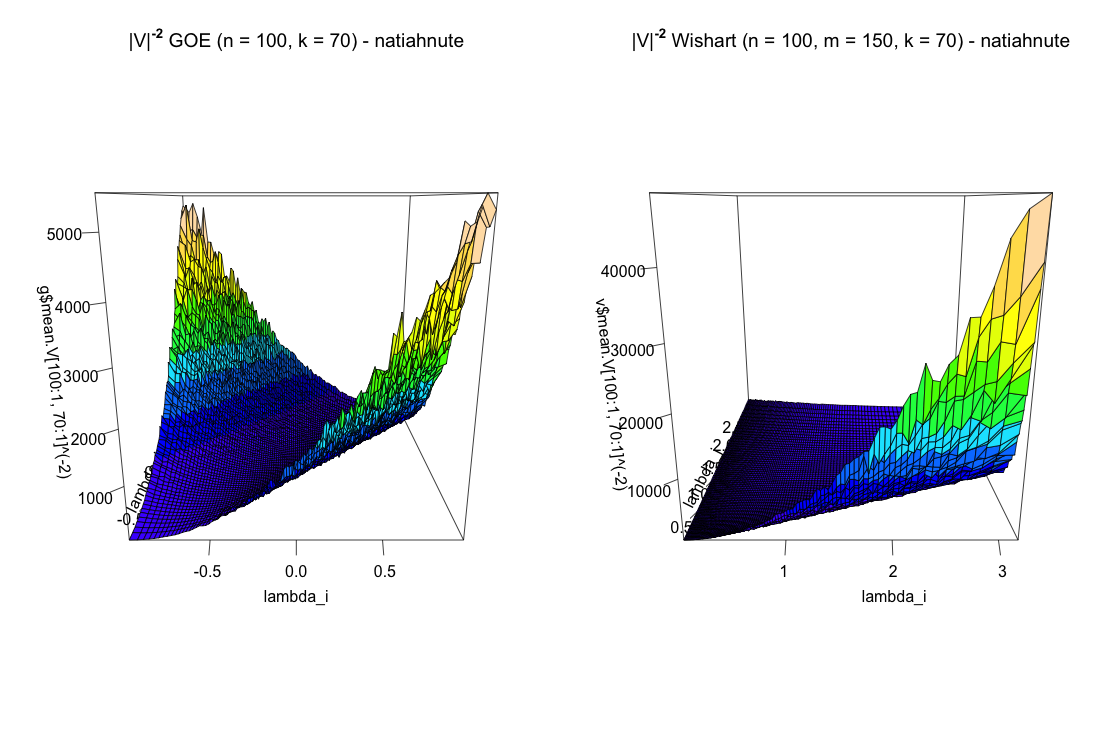 |V|-2 GOE (n = 100, k = 70) - natiahnute
|V|-2 Wishart (n = 100, m = 150, k = 70) - natiahnute
5000
4000
3000
2000
1000
g$mean.V[100:1, 70:1]^(-2)
-0.5
0.0
0.5
lambda_i
40000
30000
20000
10000
v$mean.V[100:1, 70:1]^(-2)
1
2
3
lambda_i